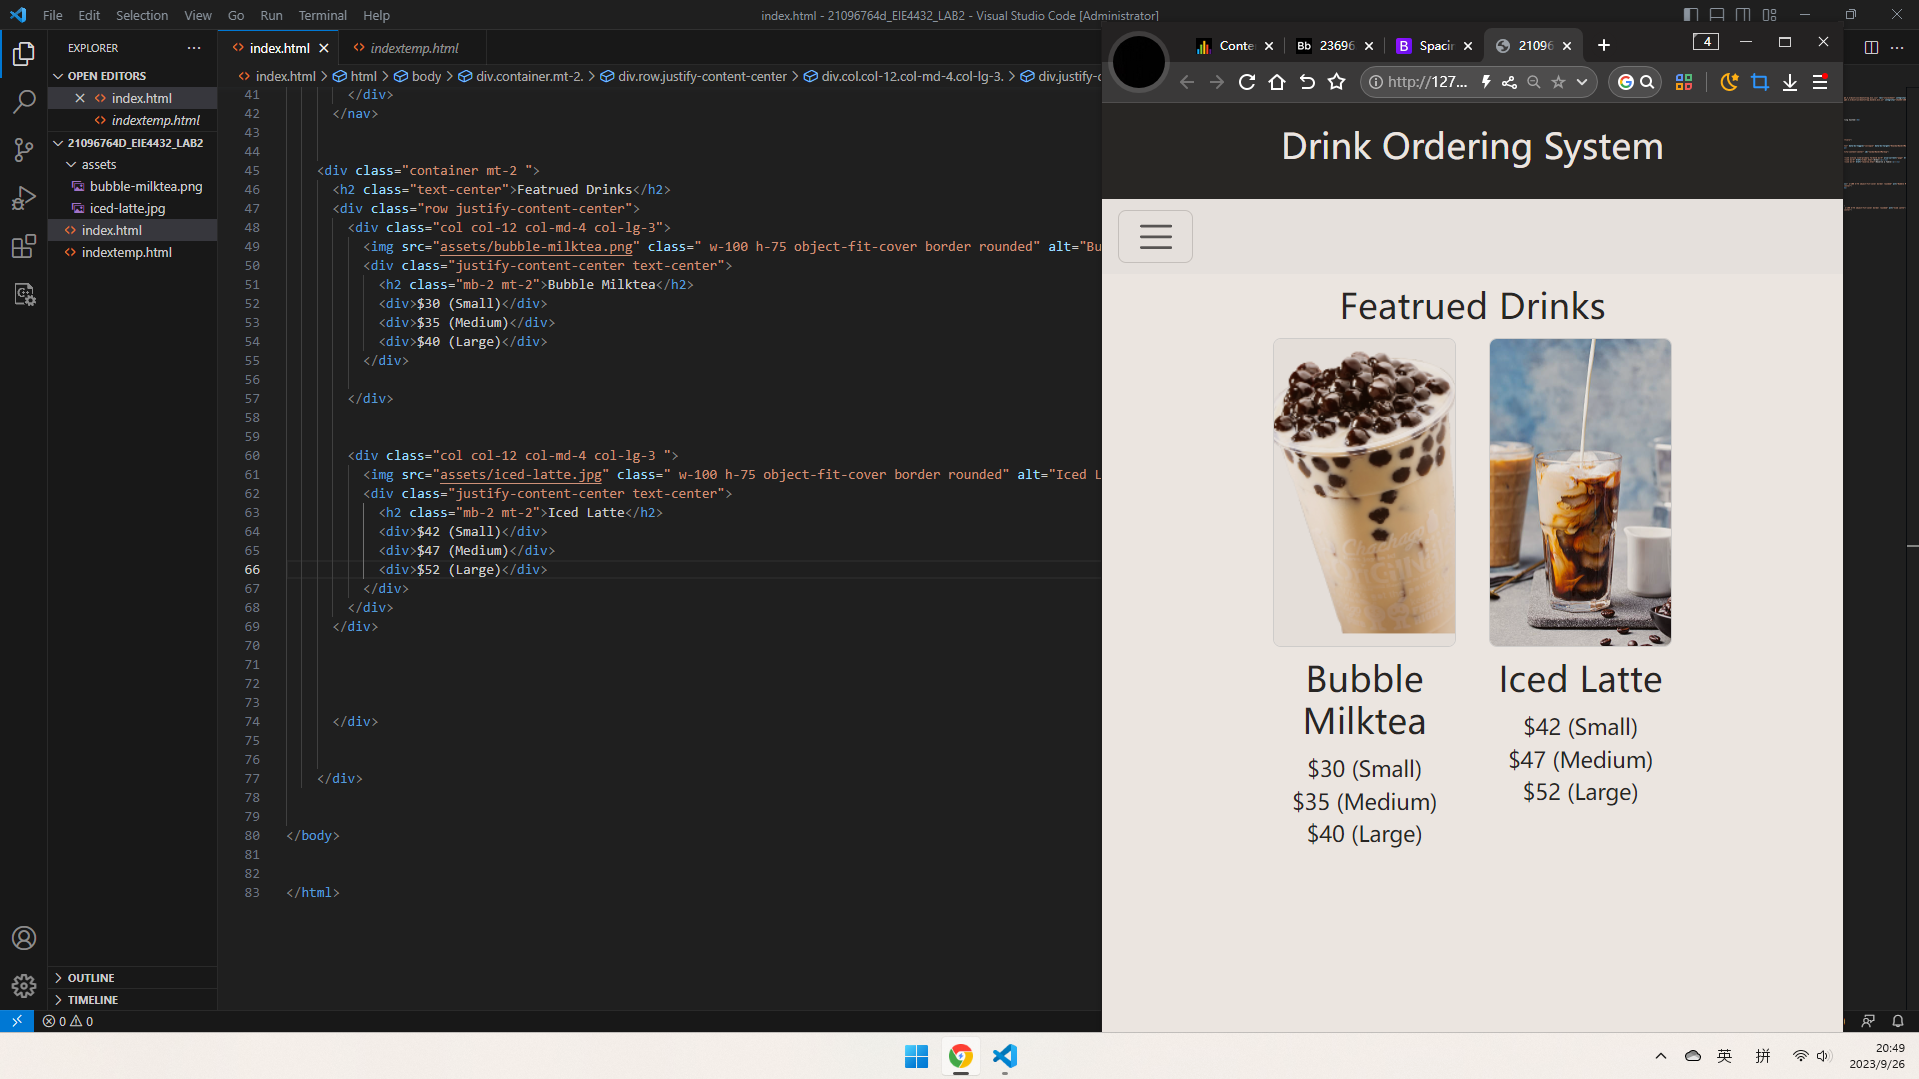 File Edit Selection View Go Run Terminal Help
index.html - 21096764d_EIE4432_LAB2 - Visual Studio Code [Administrator]
EXPLORER
OPEN EDITORS
index.html
indextemp.html
21096764D_EIE4432_LAB2
assets
bubble-milktea.png
iced-latte.jpg
index.html
indextemp.html
OUTLINE
TIMELINE
0 0
index.html indextemp.html
index.html > html > body > div.container.mt-2. > div.row.justify-content-center > div.col.col-12.col-md-4.col-lg-3. > div.justify-c
41 </div>
42 </nav>
43
44
45 <div class="container mt-2 ">
46 <h2 class="text-center">Featrued Drinks</h2>
47 <div class="row justify-content-center">
48 <div class="col col-12 col-md-4 col-lg-3">
49 <img src="assets/bubble-milktea.png" class=" w-100 h-75 object-fit-cover border rounded" alt="Bu
50 <div class="justify-content-center text-center">
51 <h2 class="mb-2 mt-2">Bubble Milktea</h2>
52 <div>$30 (Small)</div>
53 <div>$35 (Medium)</div>
54 <div>$40 (Large)</div>
55 </div>
56
57 </div>
58
59
60 <div class="col col-12 col-md-4 col-lg-3 ">
61 <img src="assets/iced-latte.jpg" class=" w-100 h-75 object-fit-cover border rounded" alt="Iced L
62 <div class="justify-content-center text-center">
63 <h2 class="mb-2 mt-2">Iced Latte</h2>
64 <div>$42 (Small)</div>
65 <div>$47 (Medium)</div>
66 <div>$52 (Large)</div>
67 </div>
68 </div>
69 </div>
70
71
72
73
74 </div>
75
76
77 </div>
78
79
80 </body>
81
82
83 </html>
Conte Bb 23696 B Spacin 21096
4
http://127...
Drink Ordering System
Featrued Drinks
Bubble
Milktea
$30 (Small)
$35 (Medium)
$40 (Large)
Iced Latte
$42 (Small)
$47 (Medium)
$52 (Large)
英 拼
20:49
2023/9/26